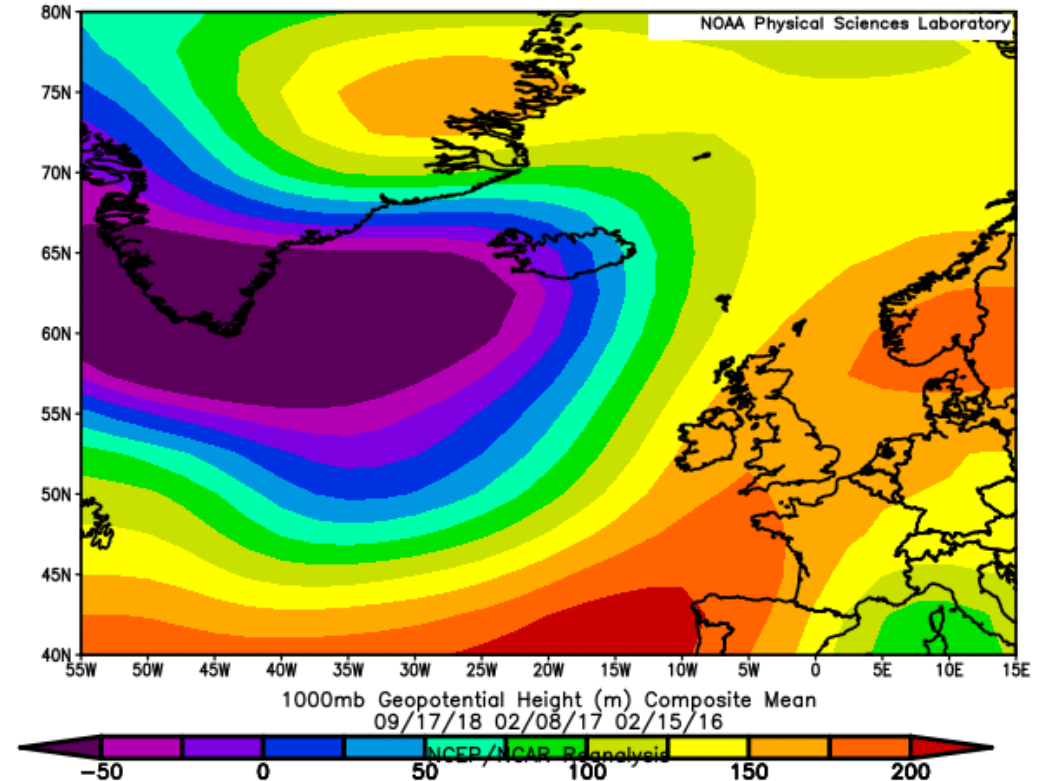 80N
NOAA Physical Sciences Laboratory
75N
70N
65N
60N
55N
50N
45N
40N
55W 50W 45W 40W 35W 30W 25W 20W 15W 10W 5W 0 5E 10E 15E
1000mb Geopotential Height (m) Composite Mean
09/17/18 02/08/17 02/15/16
NCEP/NCAR Reanalysis
-50 0 50 100 150 200